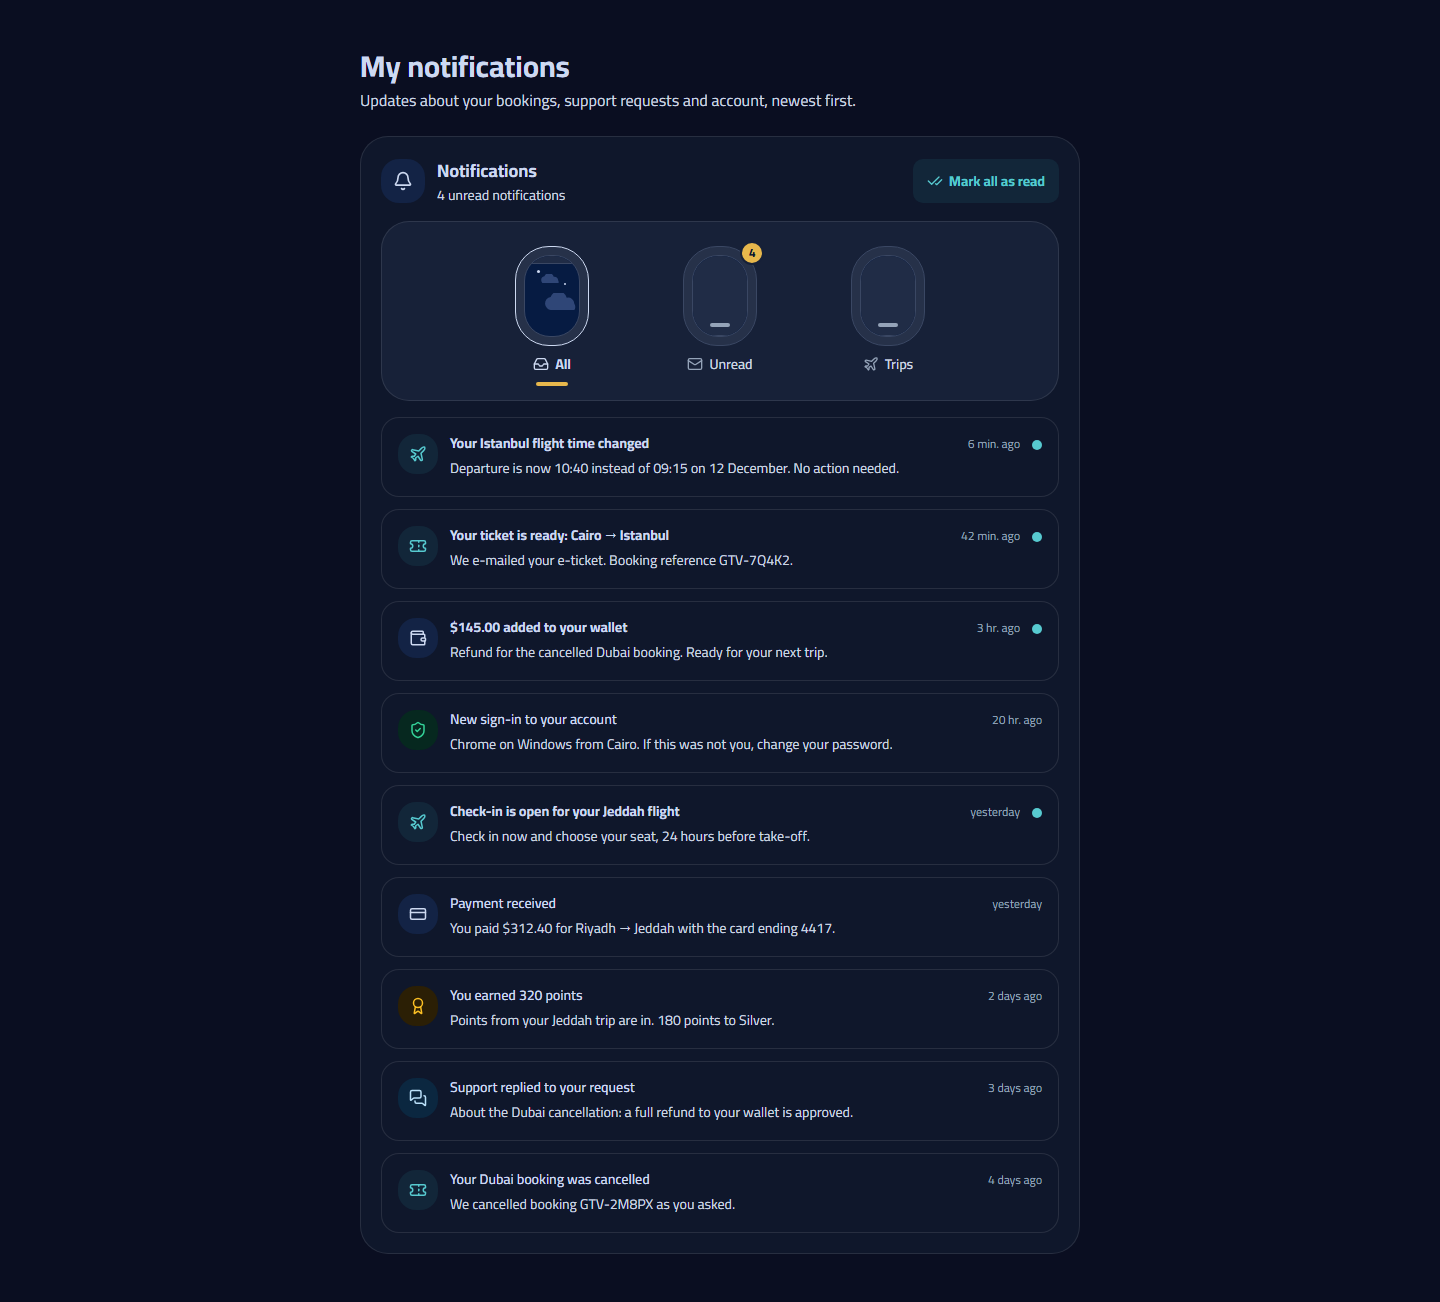 My notifications
Updates about your bookings, support requests and account, newest first.
Notifications
4 unread notifications
Mark all as read
4
All
Unread
Trips
Your Istanbul flight time changed
6 min. ago
Departure is now 10:40 instead of 09:15 on 12 December. No action needed.
Your ticket is ready: Cairo → Istanbul
42 min. ago
We e-mailed your e-ticket. Booking reference GTV-7Q4K2.
$145.00 added to your wallet
3 hr. ago
Refund for the cancelled Dubai booking. Ready for your next trip.
New sign-in to your account
20 hr. ago
Chrome on Windows from Cairo. If this was not you, change your password.
Check-in is open for your Jeddah flight
yesterday
Check in now and choose your seat, 24 hours before take-off.
Payment received
yesterday
You paid $312.40 for Riyadh → Jeddah with the card ending 4417.
You earned 320 points
2 days ago
Points from your Jeddah trip are in. 180 points to Silver.
Support replied to your request
3 days ago
About the Dubai cancellation: a full refund to your wallet is approved.
Your Dubai booking was cancelled
4 days ago
We cancelled booking GTV-2M8PX as you asked.